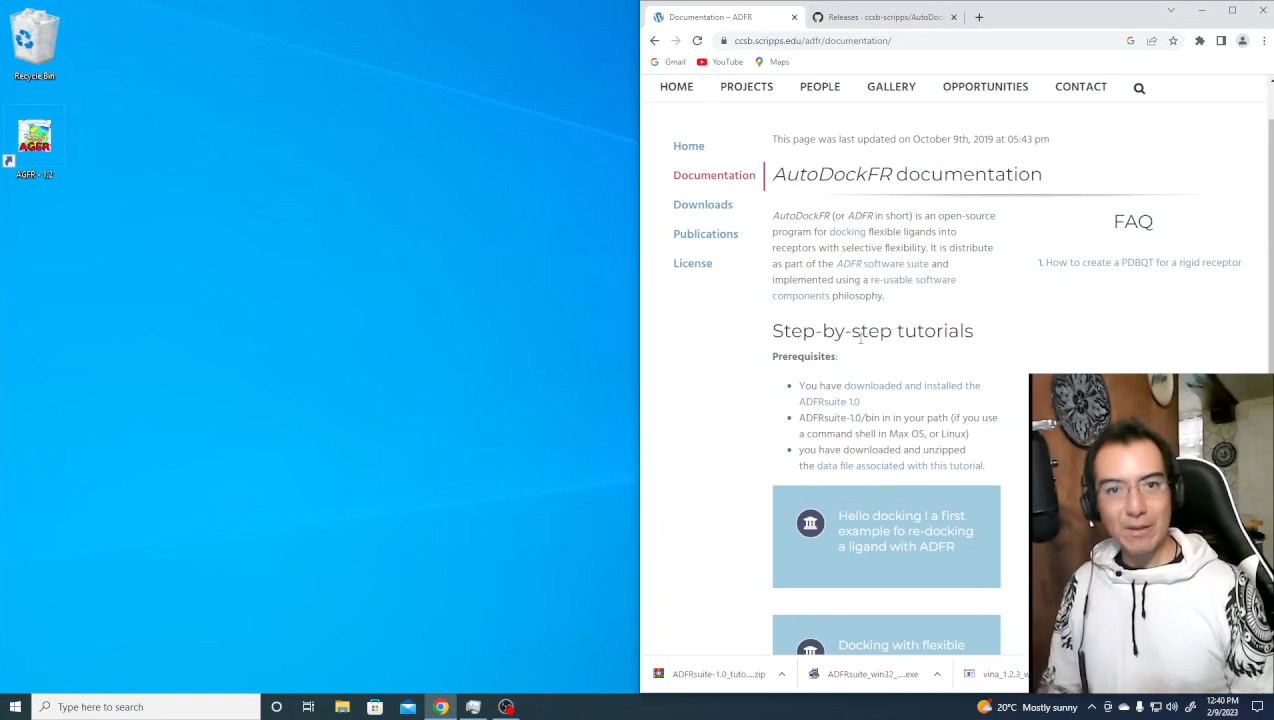 Recycle Bin
AGFR
AGFR - 1.2
Documentation – ADFR
Releases · ccsb-scripps/AutoDoc
ccsb.scripps.edu/adfr/documentation/
Gmail
YouTube
Maps
HOME
PROJECTS
PEOPLE
GALLERY
OPPORTUNITIES
CONTACT
Home
Documentation
Downloads
Publications
License
This page was last updated on October 9th, 2019 at 05:43 pm
AutoDockFR documentation
AutoDockFR (or ADFR in short) is an open-source
program for docking flexible ligands into
receptors with selective flexibility. It is distribute
as part of the ADFR software suite and
implemented using a re-usable software
components philosophy.
FAQ
1. How to create a PDBQT for a rigid receptor
Step-by-step tutorials
Prerequisites:
You have downloaded and installed the
ADFRsuite 1.0
ADFRsuite-1.0/bin in in your path (if you use
a command shell in Max OS, or Linux)
you have downloaded and unzipped
the data file associated with this tutorial.
Hello docking ! a first
example fo re-docking
a ligand with ADFR
Docking with flexible
ADFRsuite-1.0_tuto....zip
ADFRsuite_win32_....exe
vina_1.2.3_w
Type here to search
20°C Mostly sunny
12:40 PM
2/9/2023